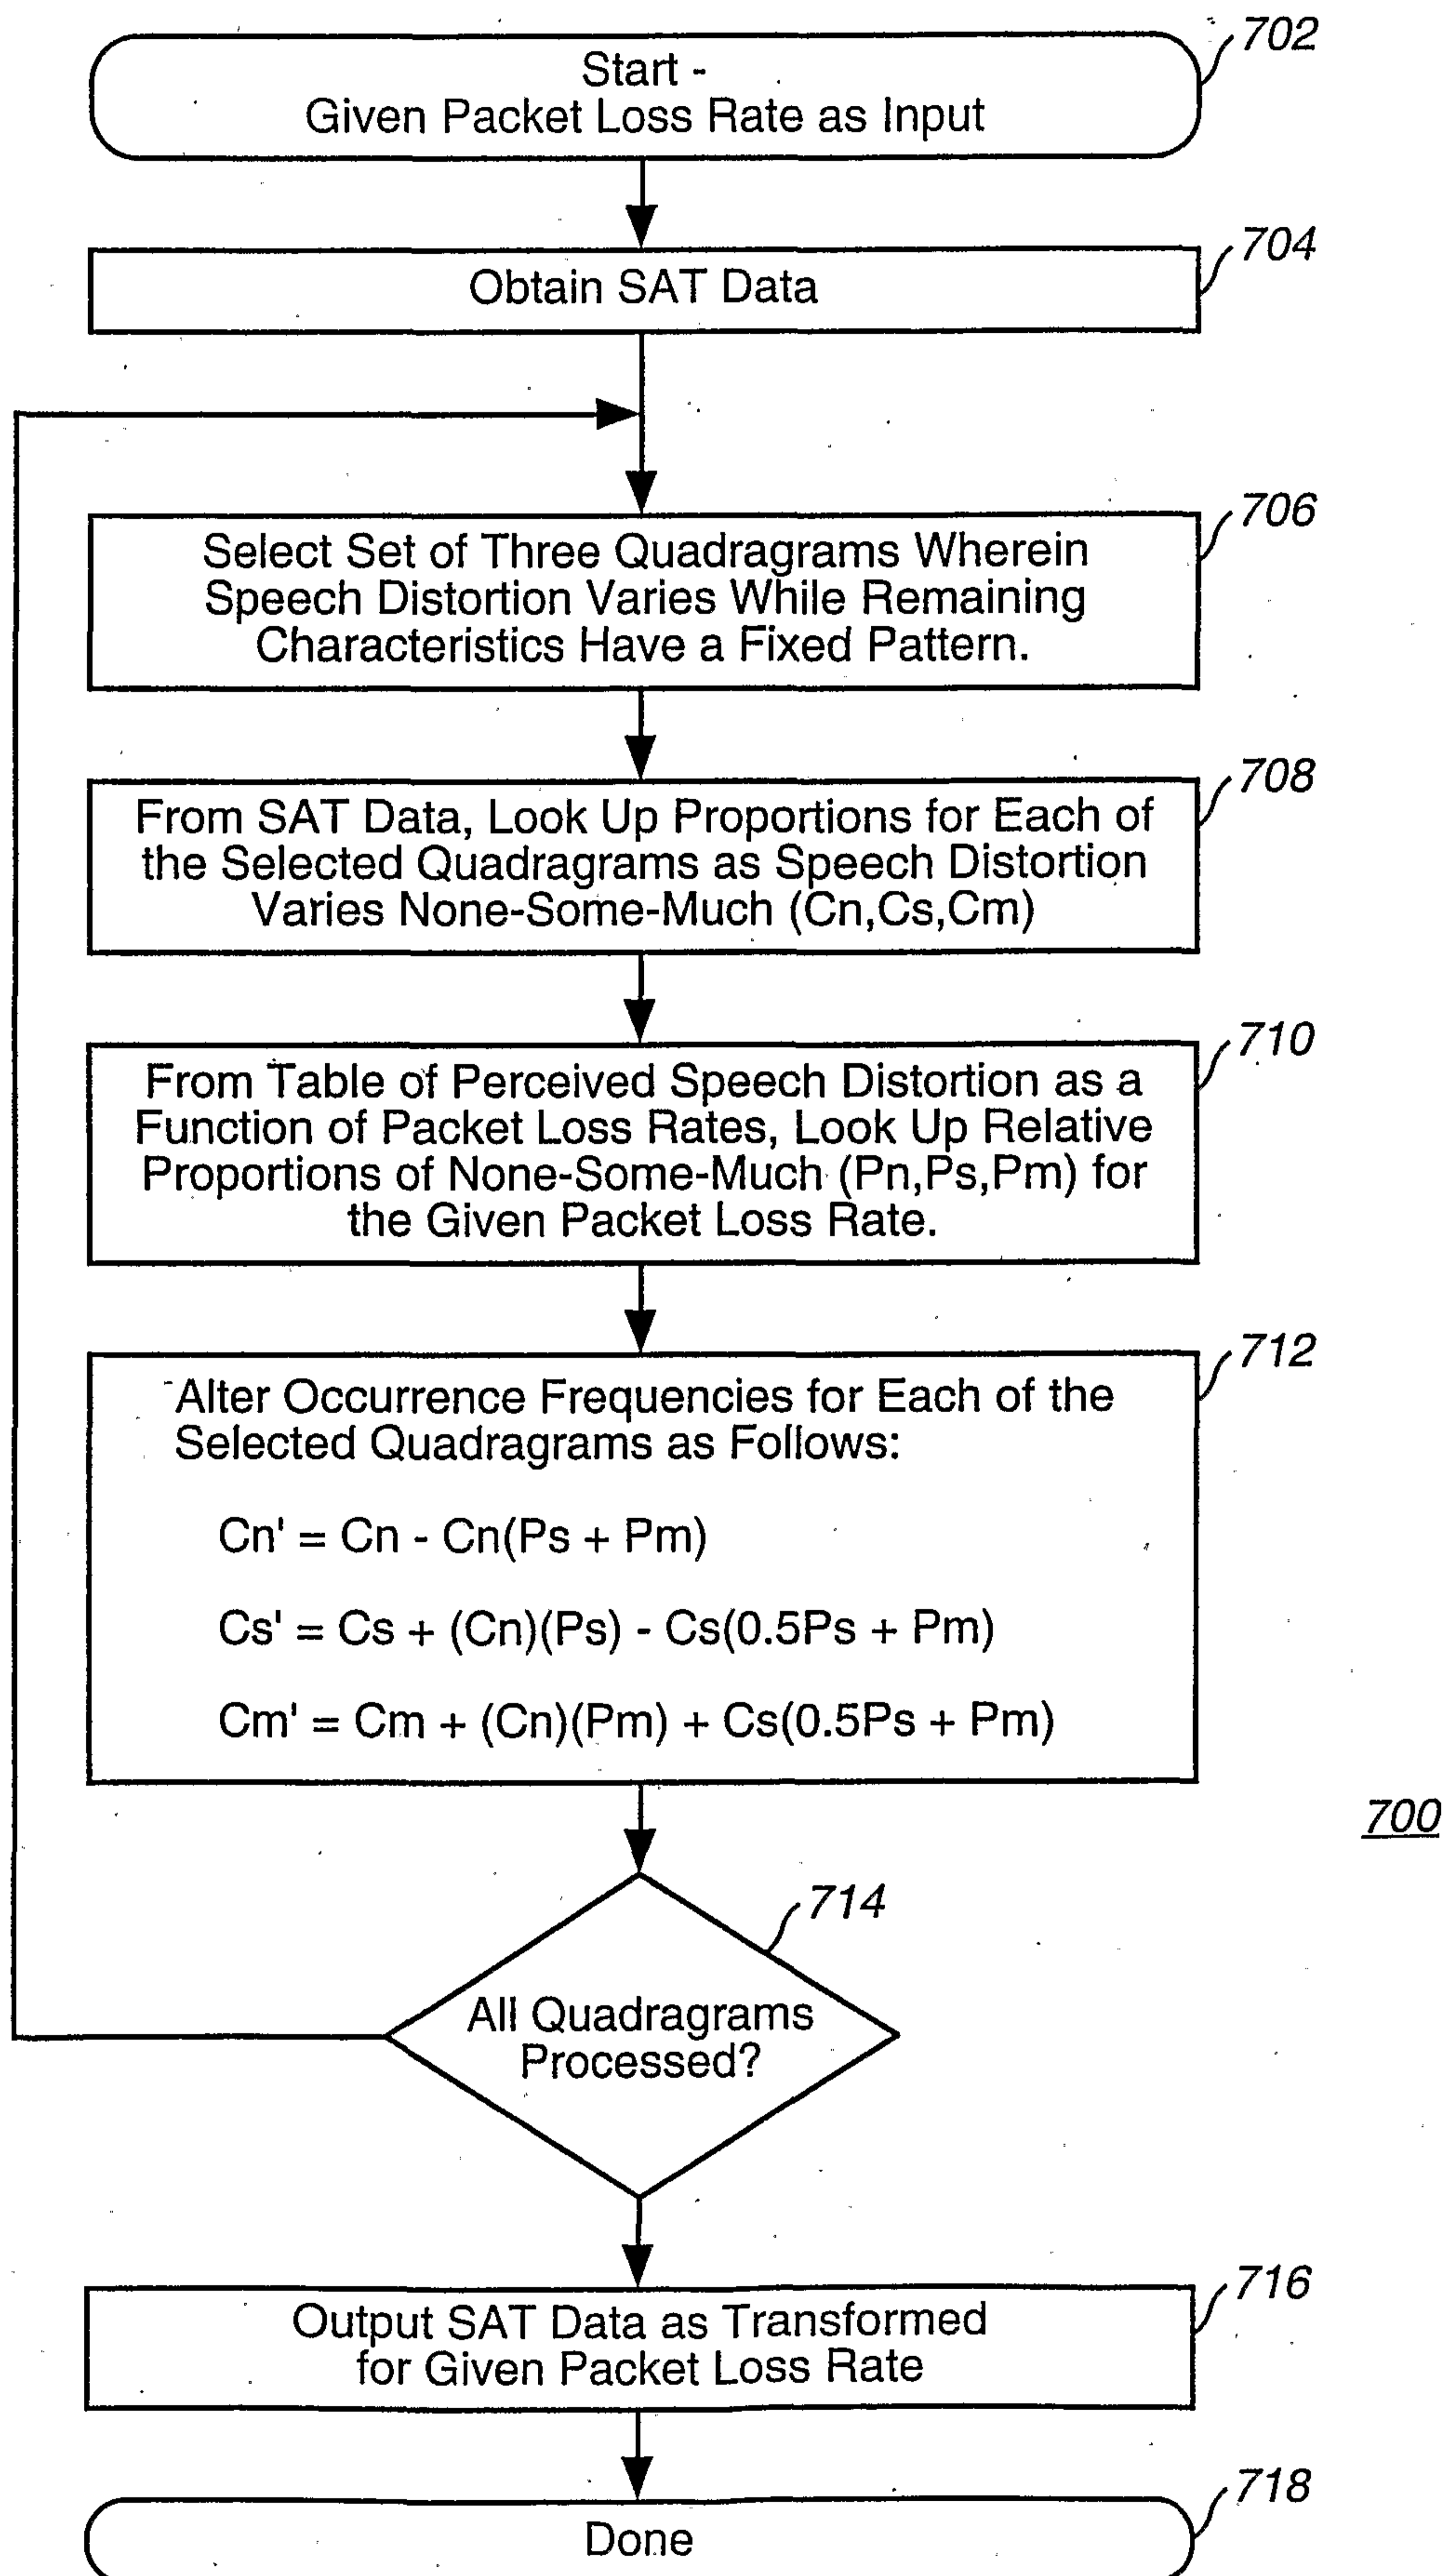 702
Start -
Given Packet Loss Rate as Input
704
Obtain SAT Data
706
Select Set of Three Quadragrams Wherein
Speech Distortion Varies While Remaining
Characteristics Have a Fixed Pattern.
708
From SAT Data, Look Up Proportions for Each of
the Selected Quadragrams as Speech Distortion
Varies None-Some-Much (Cn,Cs,Cm)
710
From Table of Perceived Speech Distortion as a
Function of Packet Loss Rates, Look Up Relative
Proportions of None-Some-Much (Pn,Ps,Pm) for
the Given Packet Loss Rate.
712
Alter Occurrence Frequencies for Each of the
Selected Quadragrams as Follows:
Cn' = Cn - Cn(Ps + Pm)
Cs' = Cs + (Cn)(Ps) - Cs(0.5Ps + Pm)
Cm' = Cm + (Cn)(Pm) + Cs(0.5Ps + Pm)
700
714
All Quadragrams
Processed?
716
Output SAT Data as Transformed
for Given Packet Loss Rate
718
Done